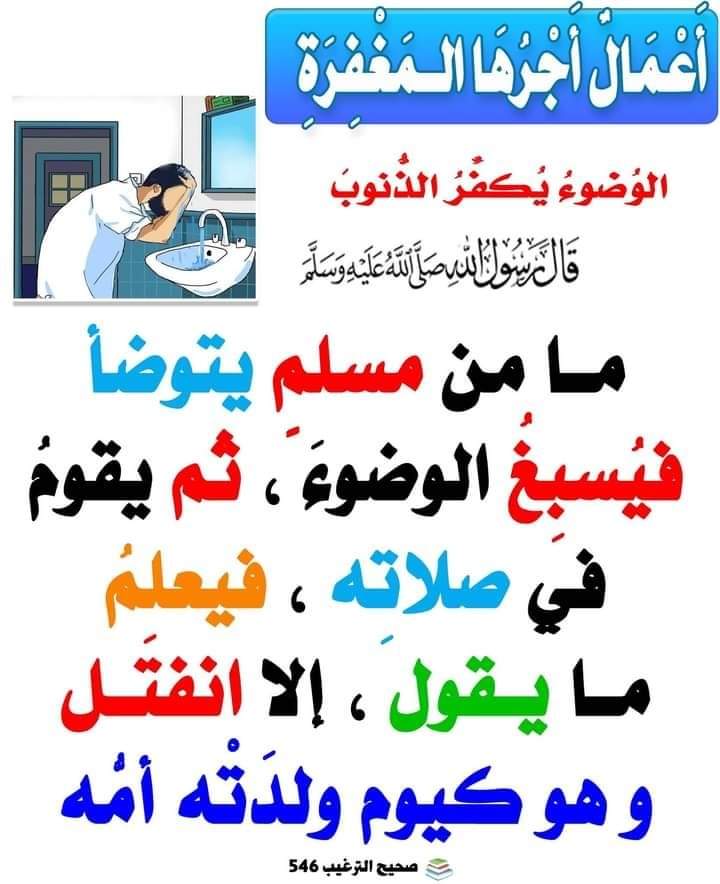 أَعْمَالٌ أَجْرُهَا الـمَغْفِرَةِ
الوُضوءُ يُكفِّرُ الذُّنوبَ
قَالَ رَسُولُ اللَّهِ صَلَّى اللَّهُ عَلَيْهِ وَسَلَّمَ
مـا من مسلمٍ يتوضأ
فيُسبِغُ الوضوءَ ، ثم يقومُ
في صلاتِه ، فيعلمُ
مـا يـقول ، إلا انفتَـل
و هو كيوم ولدَتْه أمُّه
صحيح الترغيب 546